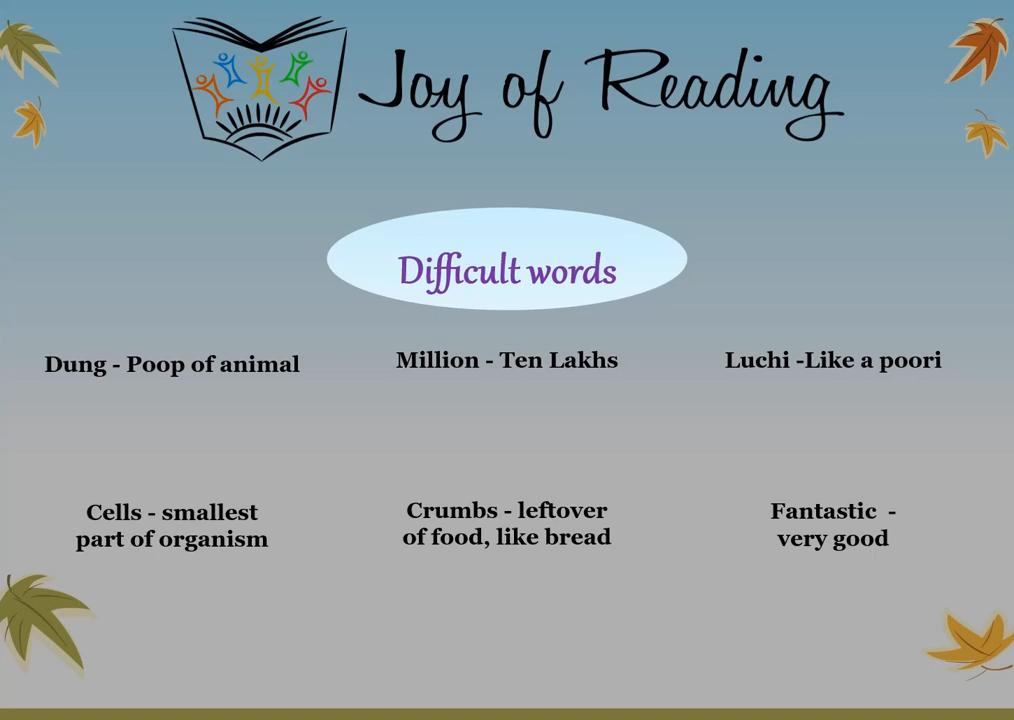 Joy of Reading
Difficult words
Dung - Poop of animal
Million - Ten Lakhs
Luchi -Like a poori
Cells - smallest
part of organism
Crumbs - leftover
of food, like bread
Fantastic -
very good